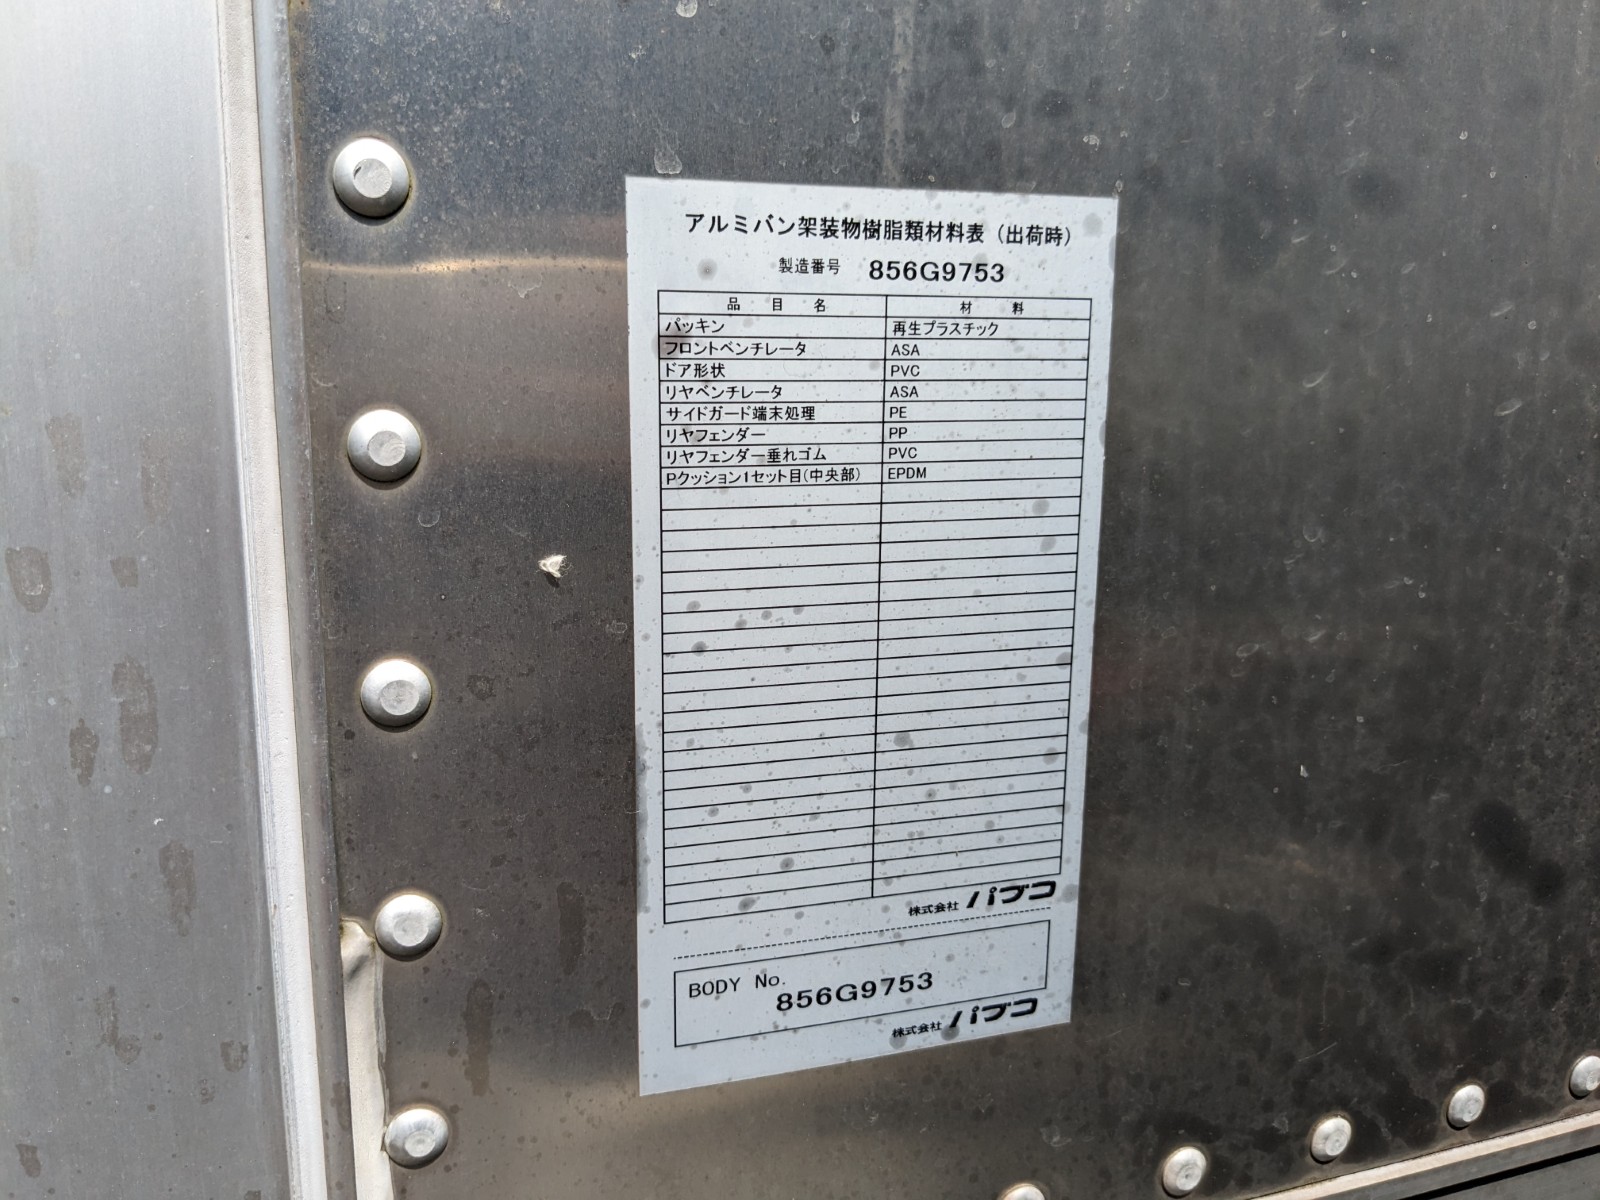 アルミバン架装物樹脂類材料表(出荷時)
製造番号 856G9753
品目名 材料
パッキン 再生プラスチック
フロントベンチレータ ASA
ドア形状 PVC
リヤベンチレータ ASA
サイドガード端末処理 PE
リヤフェンダー PP
リヤフェンダー垂れゴム PVC
Pクッション1セット目(中央部) EPDM
株式会社 パブコ
BODY No.
856G9753
株式会社 パブコ